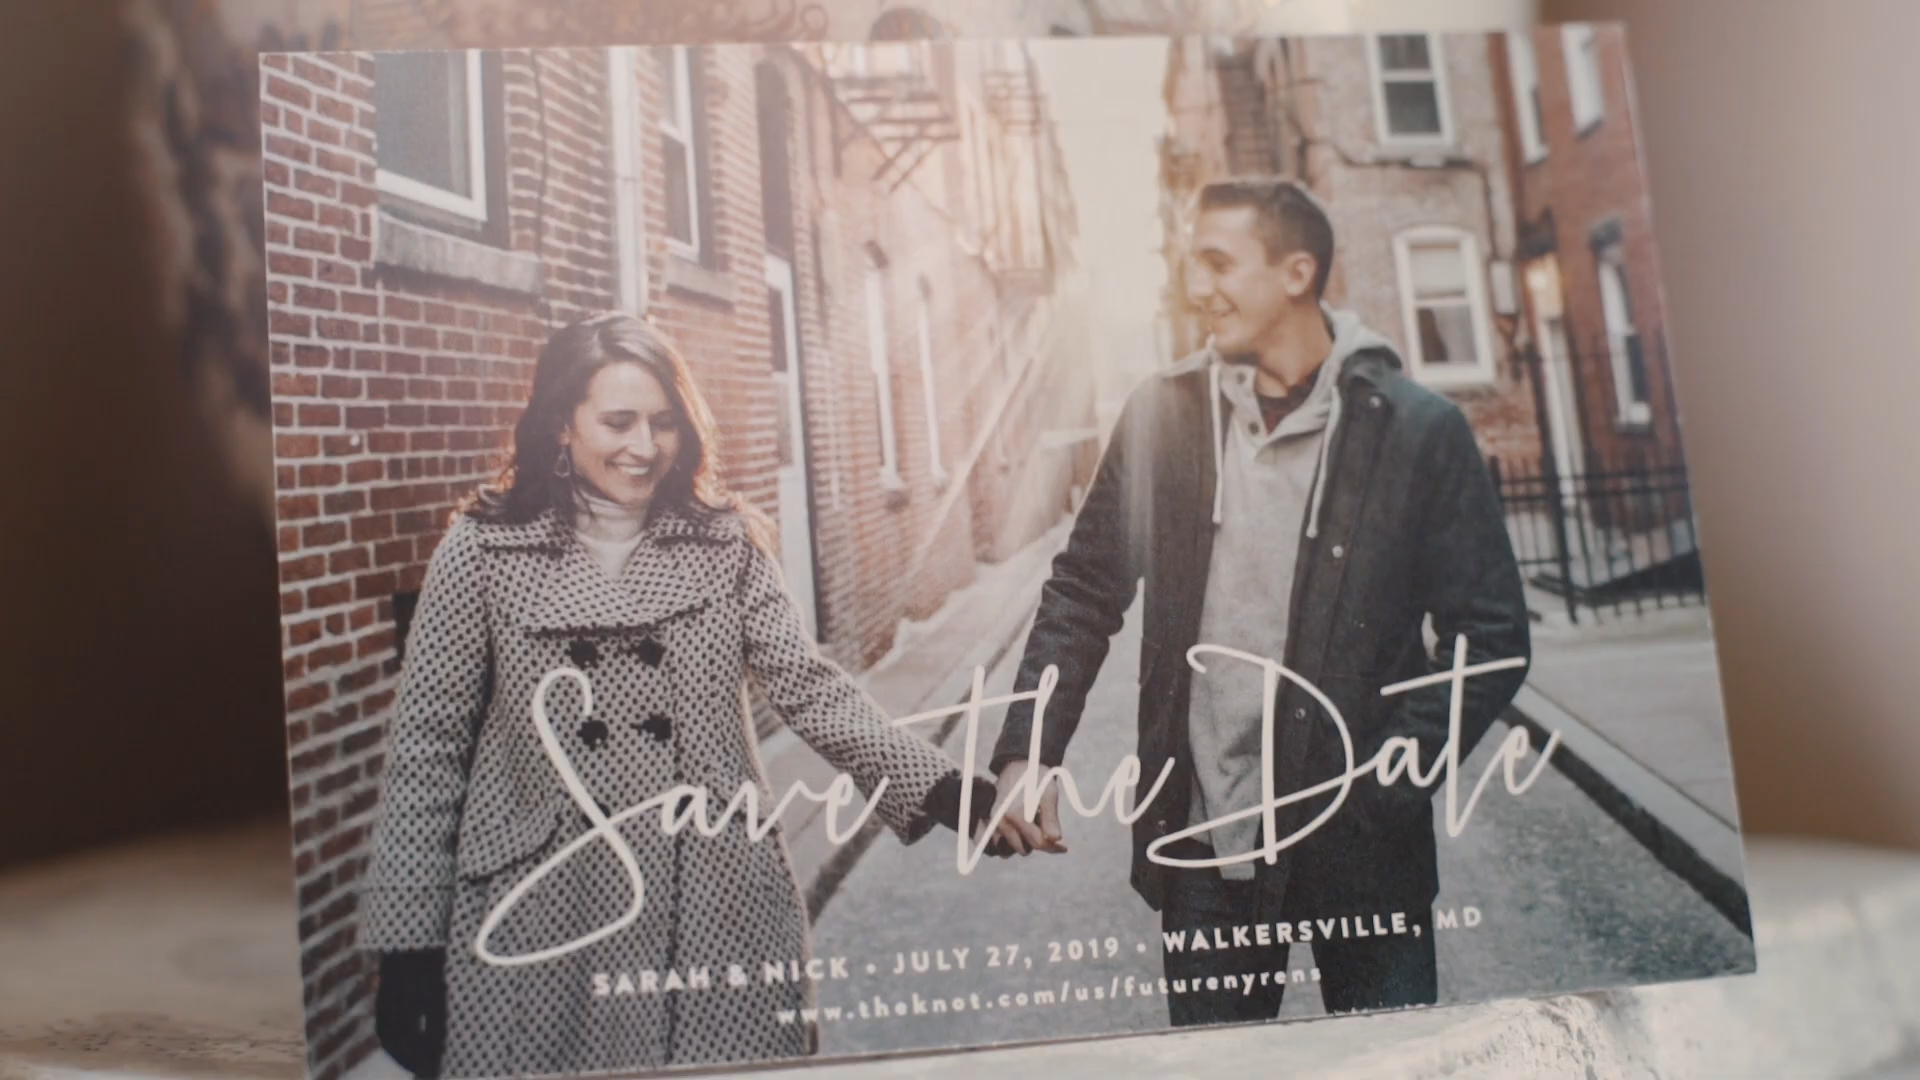 Save the Date
SARAH & NICK • JULY 27, 2019 • WALKERSVILLE, MD
www.theknot.com/us/futurenyrens